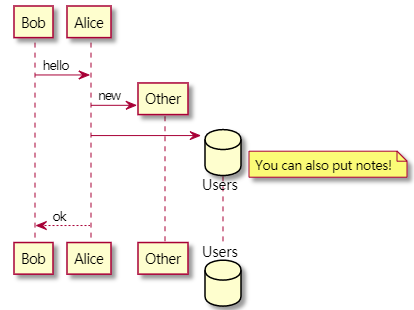 Bob
Alice
hello
new
Other
Users
You can also put notes!
ok
Bob
Alice
Other
Users